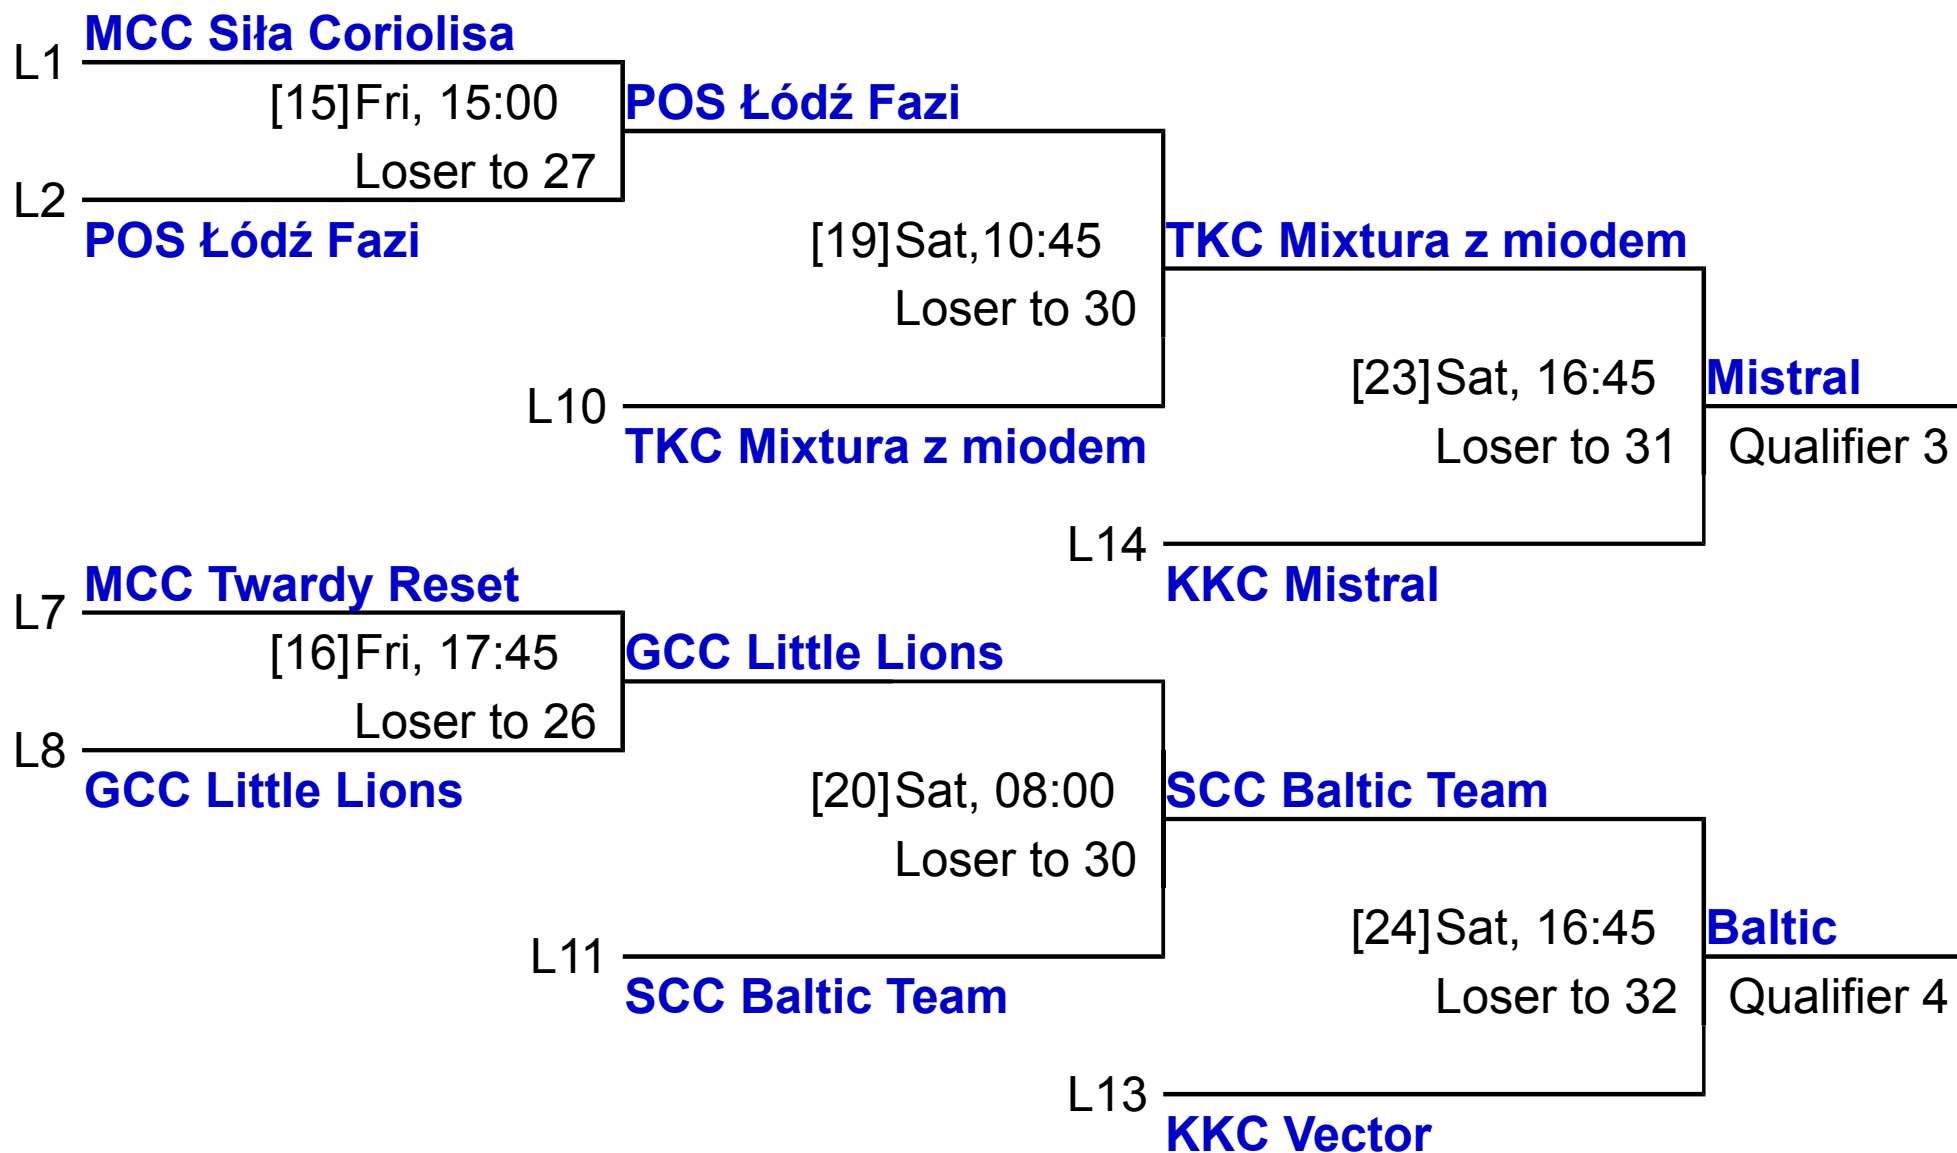 MCC Siła Coriolisa
L1
[15]Fri, 15:00
POS Łódź Fazi
Loser to 27
L2
POS Łódź Fazi
[19]Sat,10:45
TKC Mixtura z miodem
Loser to 30
[23]Sat, 16:45
Mistral
L10
TKC Mixtura z miodem
Loser to 31
Qualifier 3
L14
KKC Mistral
MCC Twardy Reset
L7
[16]Fri, 17:45
GCC Little Lions
Loser to 26
L8
GCC Little Lions
[20]Sat, 08:00
SCC Baltic Team
Loser to 30
[24]Sat, 16:45
Baltic
L11
SCC Baltic Team
Loser to 32
Qualifier 4
L13
KKC Vector